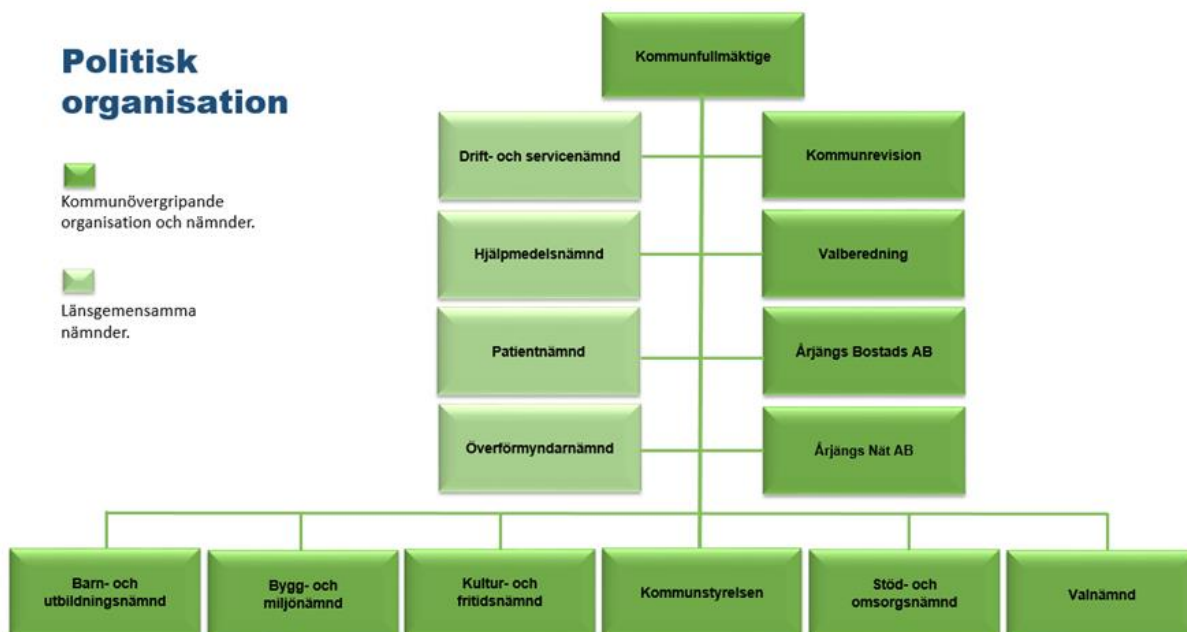 Politisk
organisation
Kommunövergripande
organisation och nämnder.
Länsgemensamma
nämnder.
Kommunfullmäktige
Drift- och servicenämnd
Kommunrevision
Hjälpmedelsnämnd
Valberedning
Patientnämnd
Årjängs Bostads AB
Överförmyndarnämnd
Årjängs Nät AB
Barn- och
utbildningsnämnd
Bygg- och
miljönämnd
Kultur- och
fritidsnämnd
Kommunstyrelsen
Stöd- och
omsorgsnämnd
Valnämnd